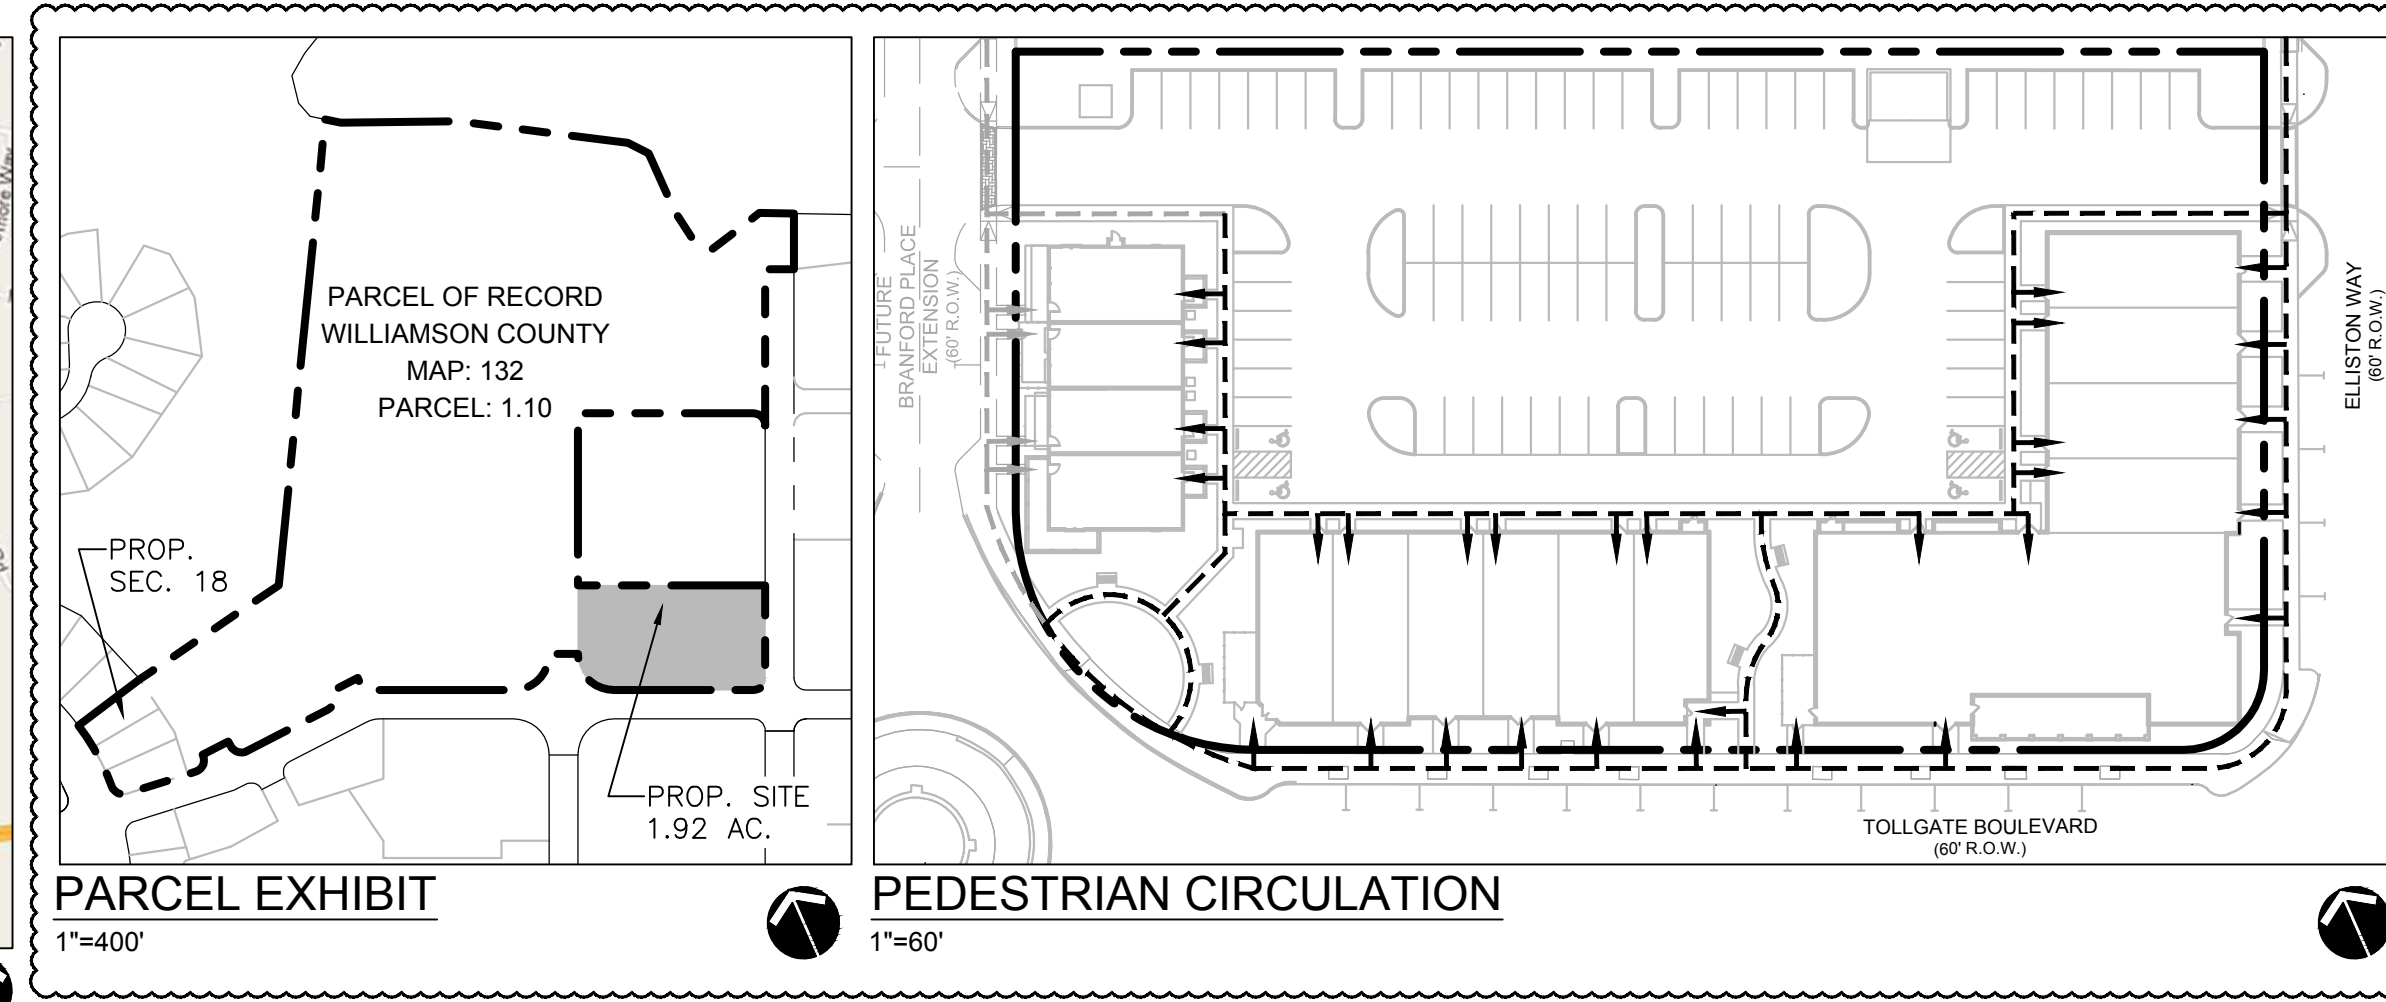 PARCEL OF RECORD
WILLIAMSON COUNTY
MAP: 132
PARCEL: 1.10
PROP.
SEC. 18
PROP. SITE
1.92 AC.
PARCEL EXHIBIT
1"=400'
FUTURE
BRANFORD PLACE
EXTENSION
(60' R.O.W.)
ELLISTON WAY
(60' R.O.W.)
TOLLGATE BOULEVARD
(60' R.O.W.)
PEDESTRIAN CIRCULATION
1"=60'